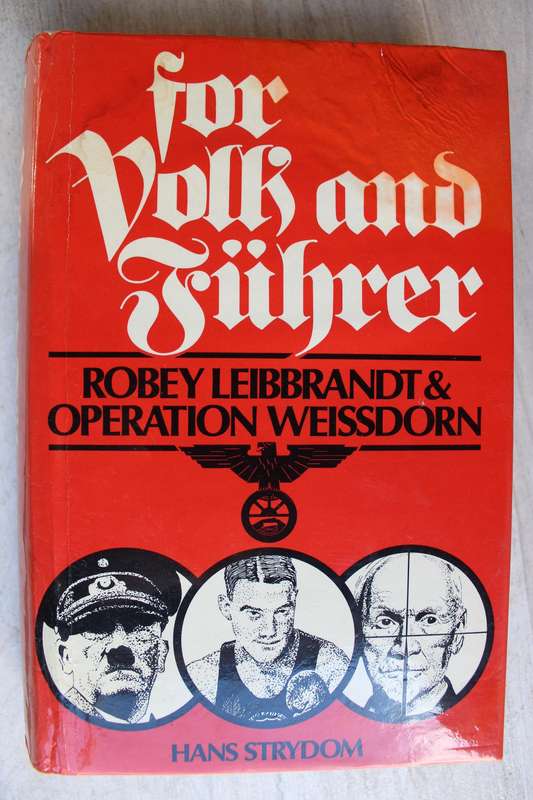 for
Volk and
Führer
ROBEY LEIBBRANDT &
OPERATION WEISSDORN
HANS STRYDOM